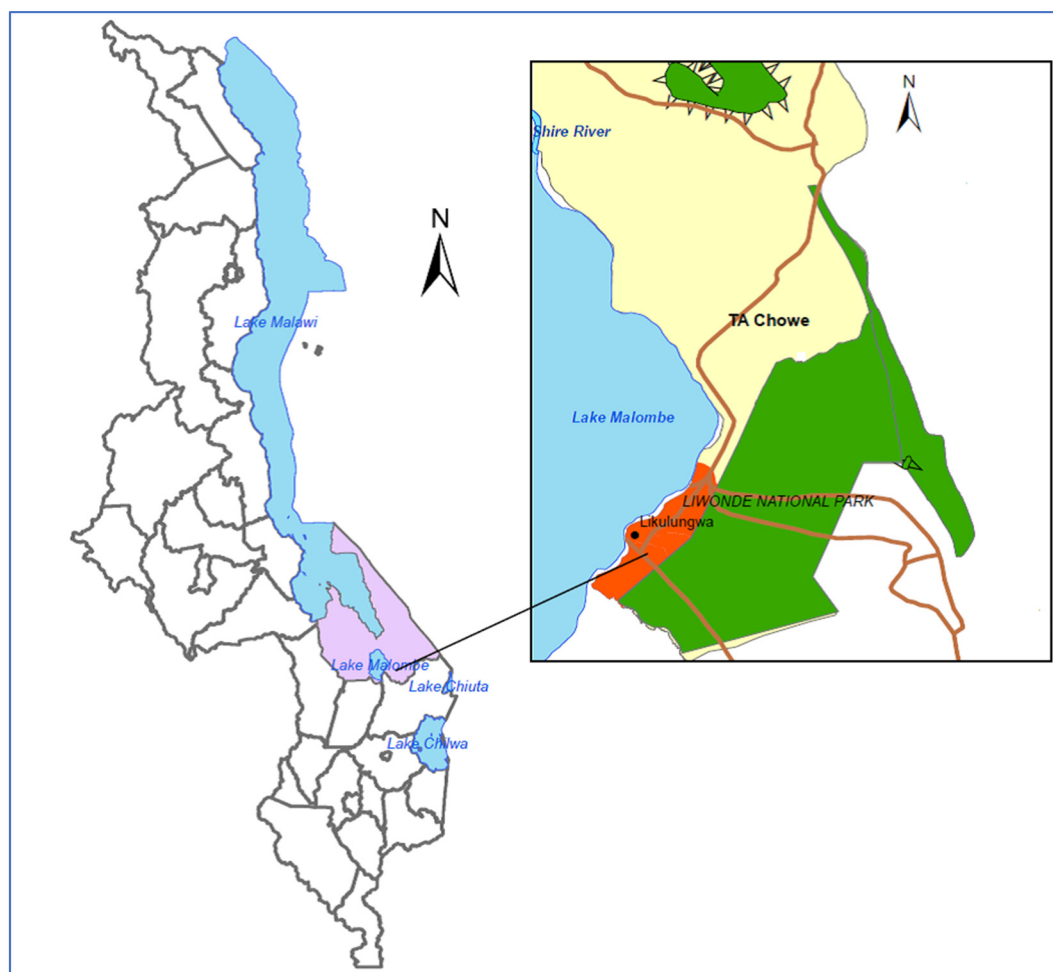 N
Lake Malawi
Lake Malombe
Lake Chiuta
Lake Chilwa
N
Shire River
TA Chowe
Lake Malombe
LIWONDE NATIONAL PARK
Likulungwa